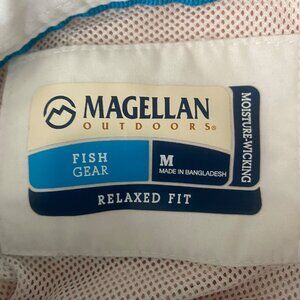 MAGELLAN
OUTDOORS®
FISH
GEAR
M
MADE IN BANGLADESH
MOISTURE-WICKING
RELAXED FIT